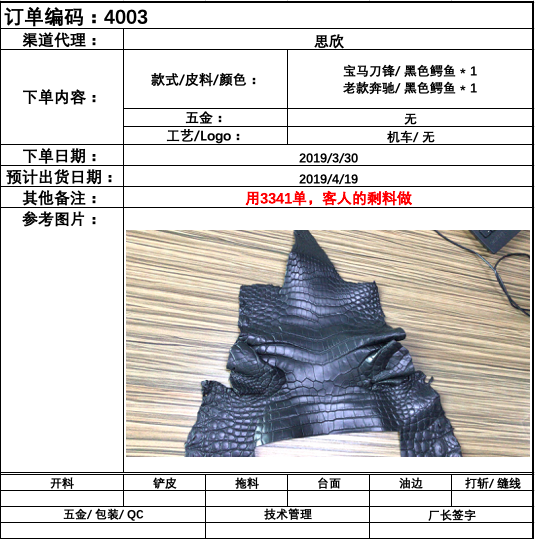 订单编码：4003
渠道代理：
思欣
下单内容：
款式/皮料/颜色：
宝马刀锋/ 黑色鳄鱼 * 1
老款奔驰/ 黑色鳄鱼 * 1
五金：
无
工艺/Logo：
机车/ 无
下单日期：
2019/3/30
预计出货日期：
2019/4/19
其他备注：
用3341单，客人的剩料做
参考图片：
开料
铲皮
拖料
台面
油边
打斩/ 缝线
五金/ 包装/ QC
技术管理
厂长签字